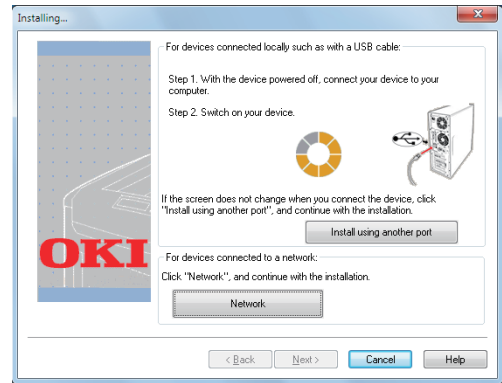 Installing...
For devices connected locally such as with a USB cable:
Step 1. With the device powered off, connect your device to your
computer.
Step 2. Switch on your device.
If the screen does not change when you connect the device, click
"Install using another port", and continue with the installation.
Install using another port
OKI
For devices connected to a network:
Click "Network", and continue with the installation.
Network
< Back
Next >
Cancel
Help